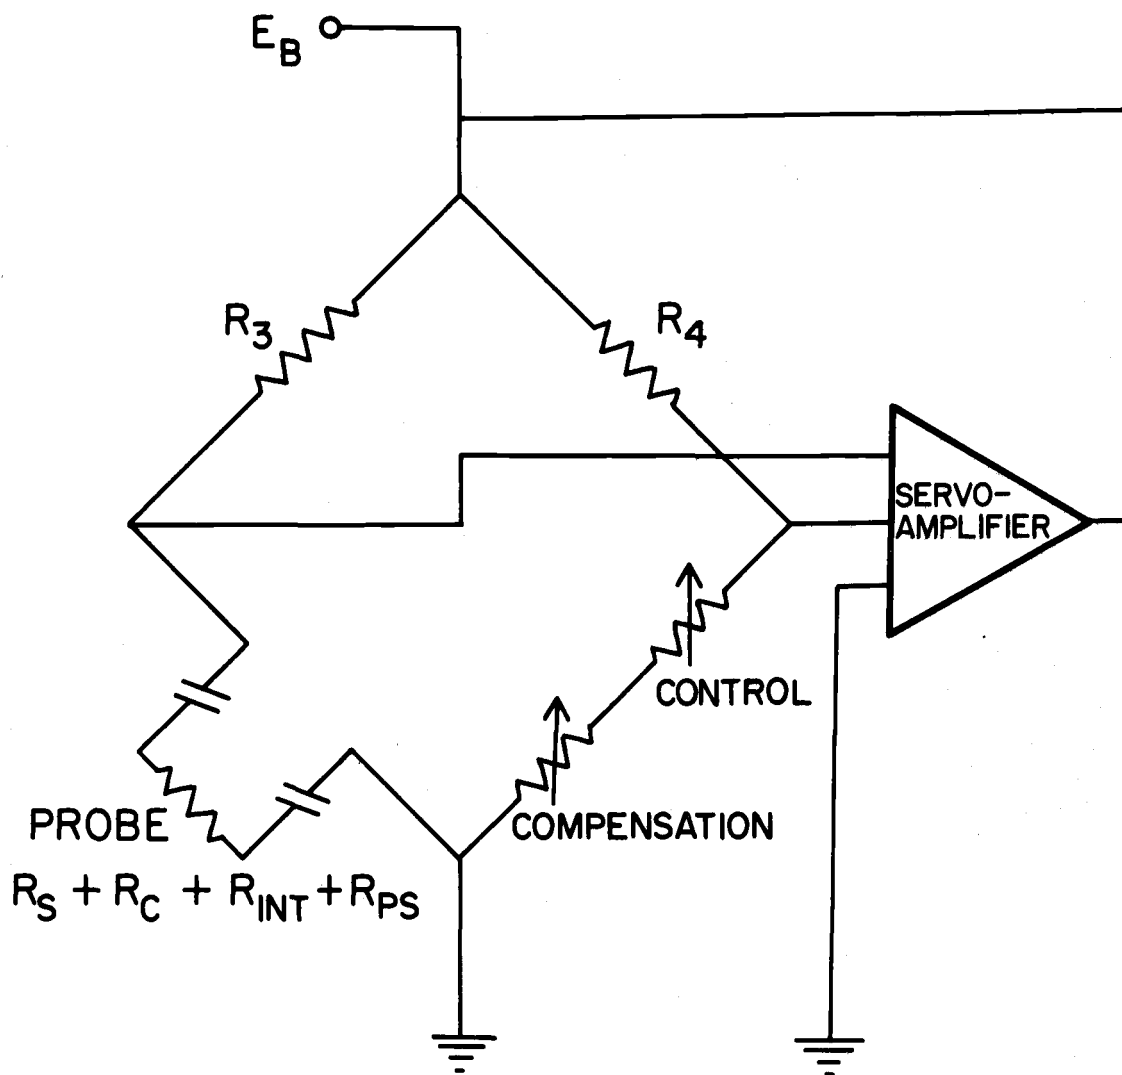 E_B
R_3
R_4
SERVO-
AMPLIFIER
CONTROL
COMPENSATION
PROBE
R_S + R_C + R_INT + R_PS